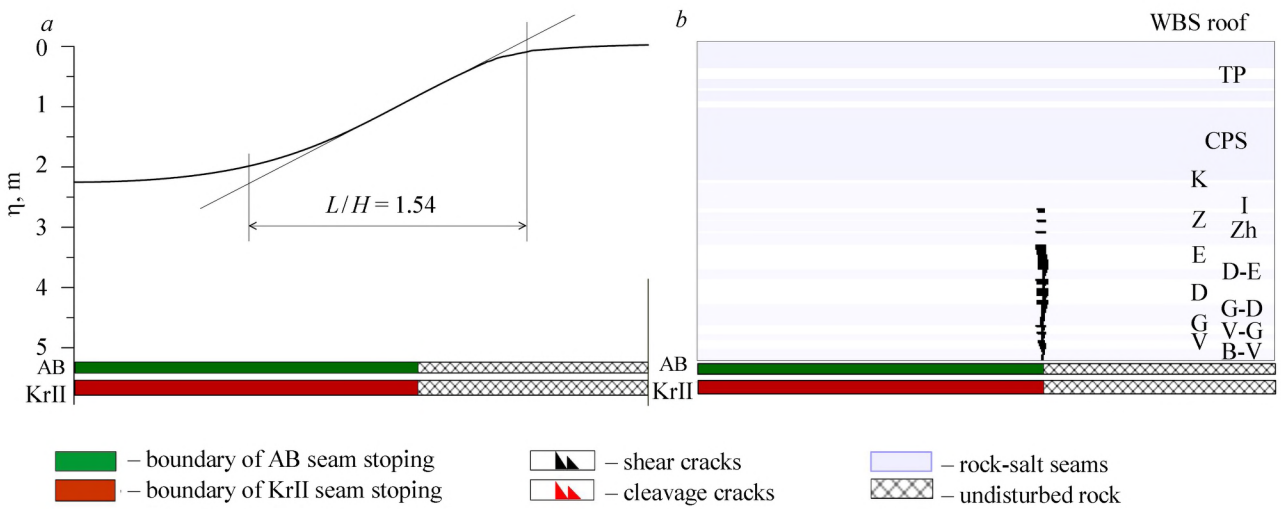 a
0
1
2
3
4
5
η, m
L/H = 1.54
AB
KrII
b
WBS roof
TP
CPS
K
I
Z
Zh
E
D-E
D
G-D
G
V-G
V
B-V
AB
KrII
– boundary of AB seam stoping
– boundary of KrII seam stoping
– shear cracks
– cleavage cracks
– rock-salt seams
– undisturbed rock